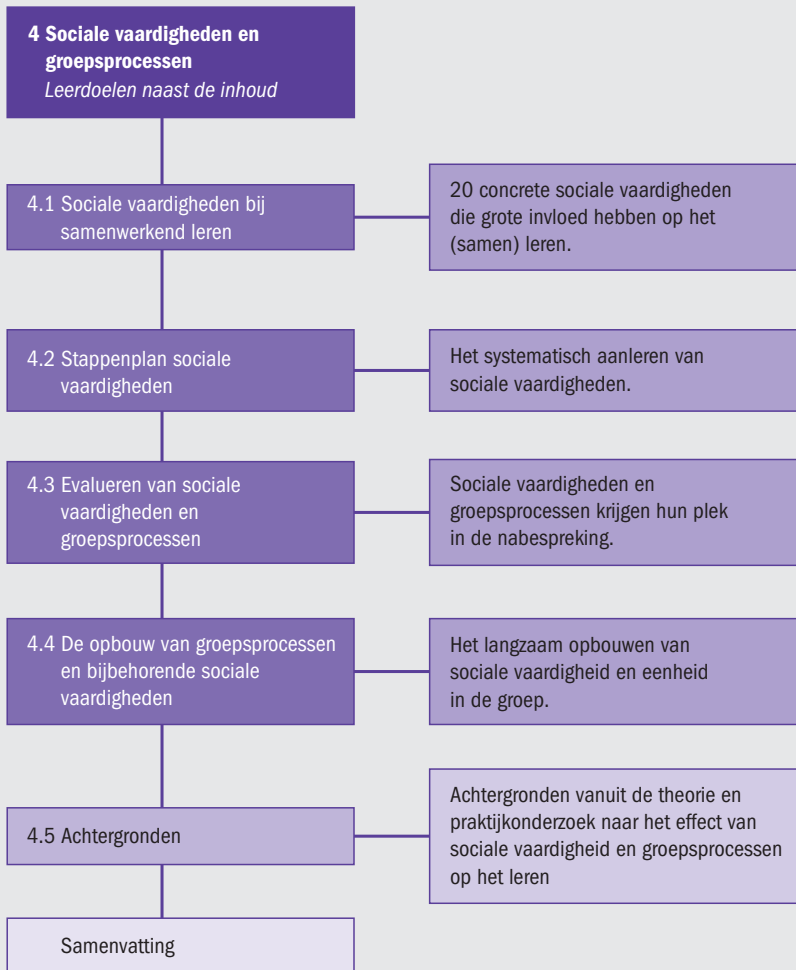 4 Sociale vaardigheden en
groepsprocessen
Leerdoelen naast de inhoud
4.1 Sociale vaardigheden bij
samenwerkend leren
20 concrete sociale vaardigheden
die grote invloed hebben op het
(samen) leren.
4.2 Stappenplan sociale
vaardigheden
Het systematisch aanleren van
sociale vaardigheden.
4.3 Evalueren van sociale
vaardigheden en
groepsprocessen
Sociale vaardigheden en
groepsprocessen krijgen hun plek
in de nabespreking.
4.4 De opbouw van groepsprocessen
en bijbehorende sociale
vaardigheden
Het langzaam opbouwen van
sociale vaardigheid en eenheid
in de groep.
4.5 Achtergronden
Achtergronden vanuit de theorie en
praktijkonderzoek naar het effect van
sociale vaardigheid en groepsprocessen
op het leren
Samenvatting